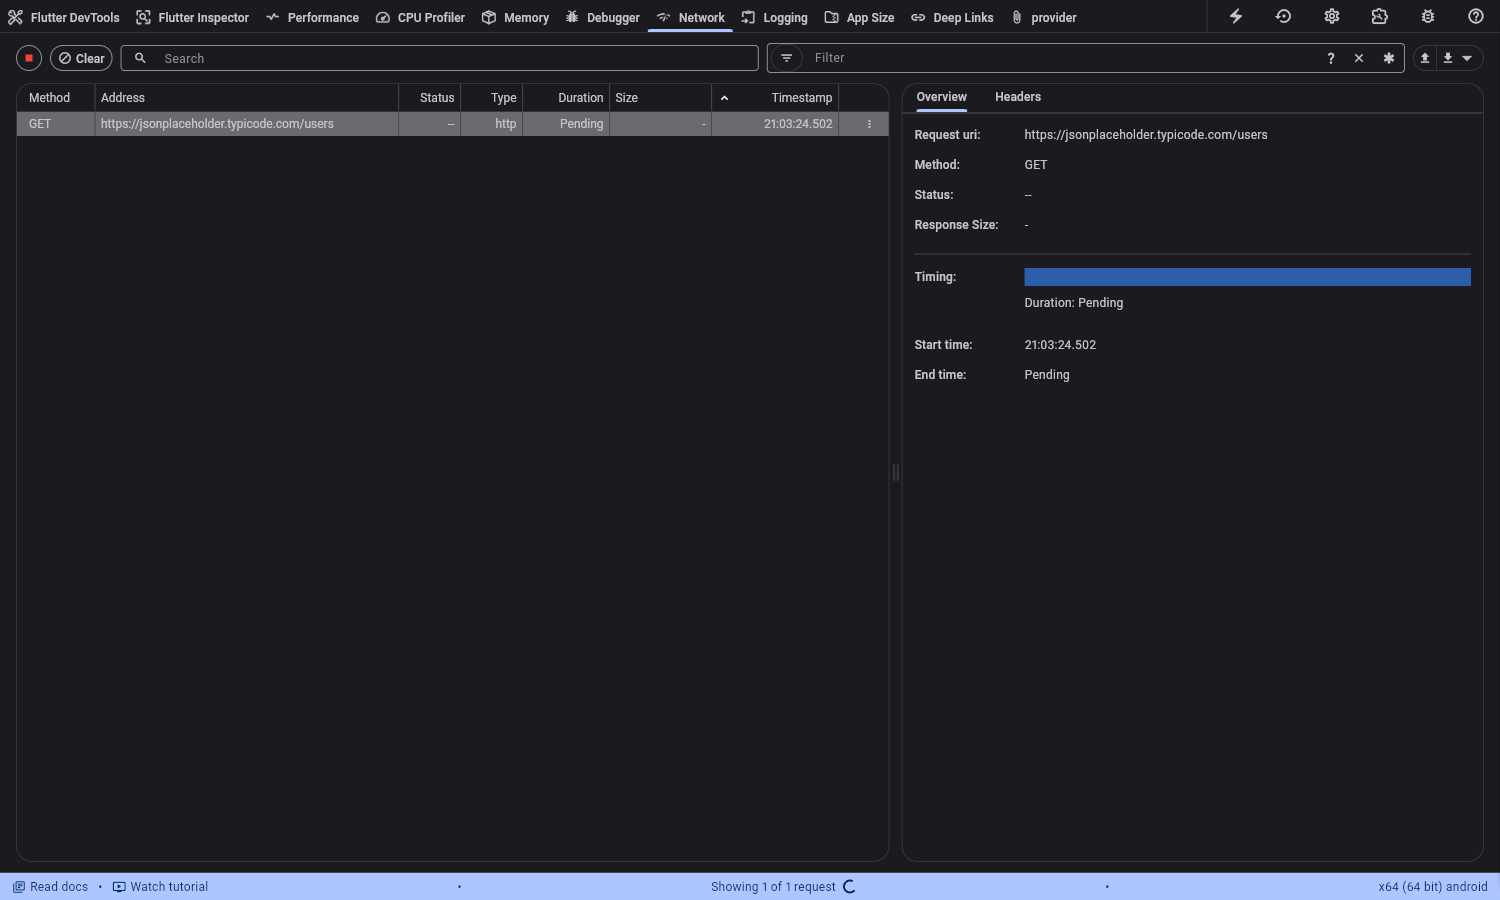 Flutter DevTools Flutter Inspector Performance CPU Profiler Memory Debugger Network Logging App Size Deep Links provider
Clear Search Filter ?
Method Address Status Type Duration Size Timestamp
GET https://jsonplaceholder.typicode.com/users -- http Pending - 21:03:24.502
Overview Headers
Request uri: https://jsonplaceholder.typicode.com/users
Method: GET
Status: --
Response Size: -
Timing:
Duration: Pending
Start time: 21:03:24.502
End time: Pending
Read docs • Watch tutorial • Showing 1 of 1 request • x64 (64 bit) android